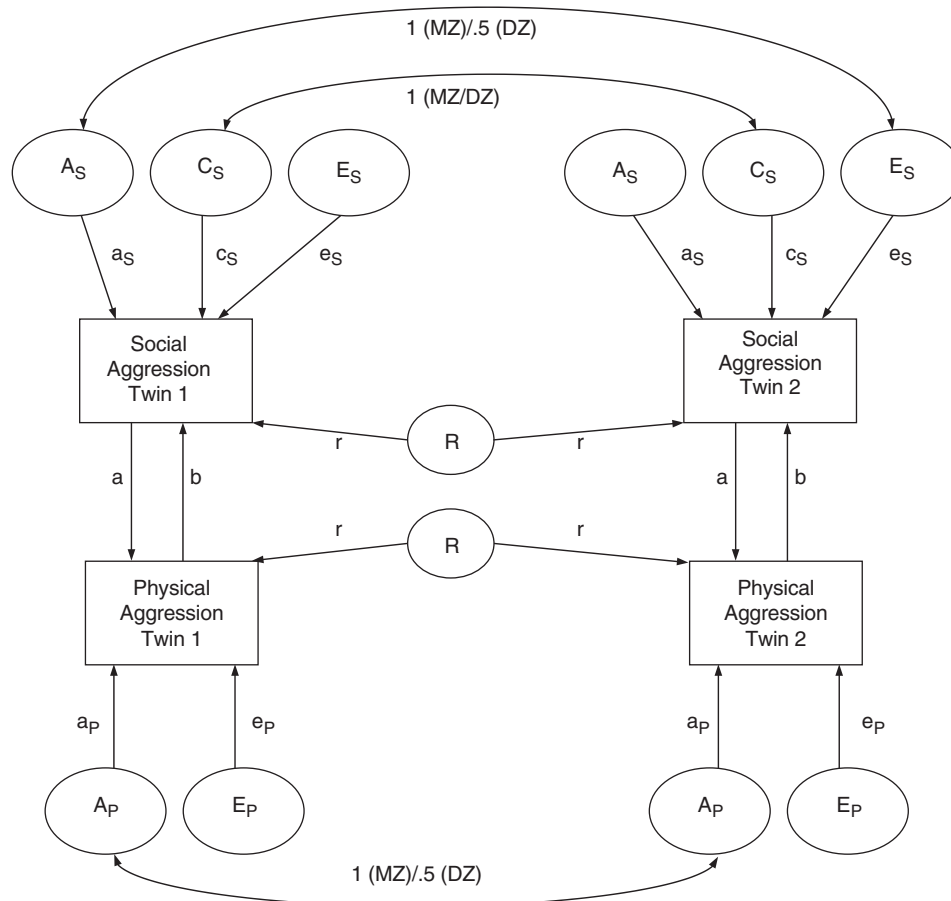 1 (MZ)/.5 (DZ)
1 (MZ/DZ)
A_S
C_S
E_S
A_S
C_S
E_S
a_S
c_S
e_S
a_S
c_S
e_S
Social
Aggression
Twin 1
Social
Aggression
Twin 2
r
R
r
a
b
a
b
r
R
r
Physical
Aggression
Twin 1
Physical
Aggression
Twin 2
a_P
e_P
a_P
e_P
A_P
E_P
A_P
E_P
1 (MZ)/.5 (DZ)